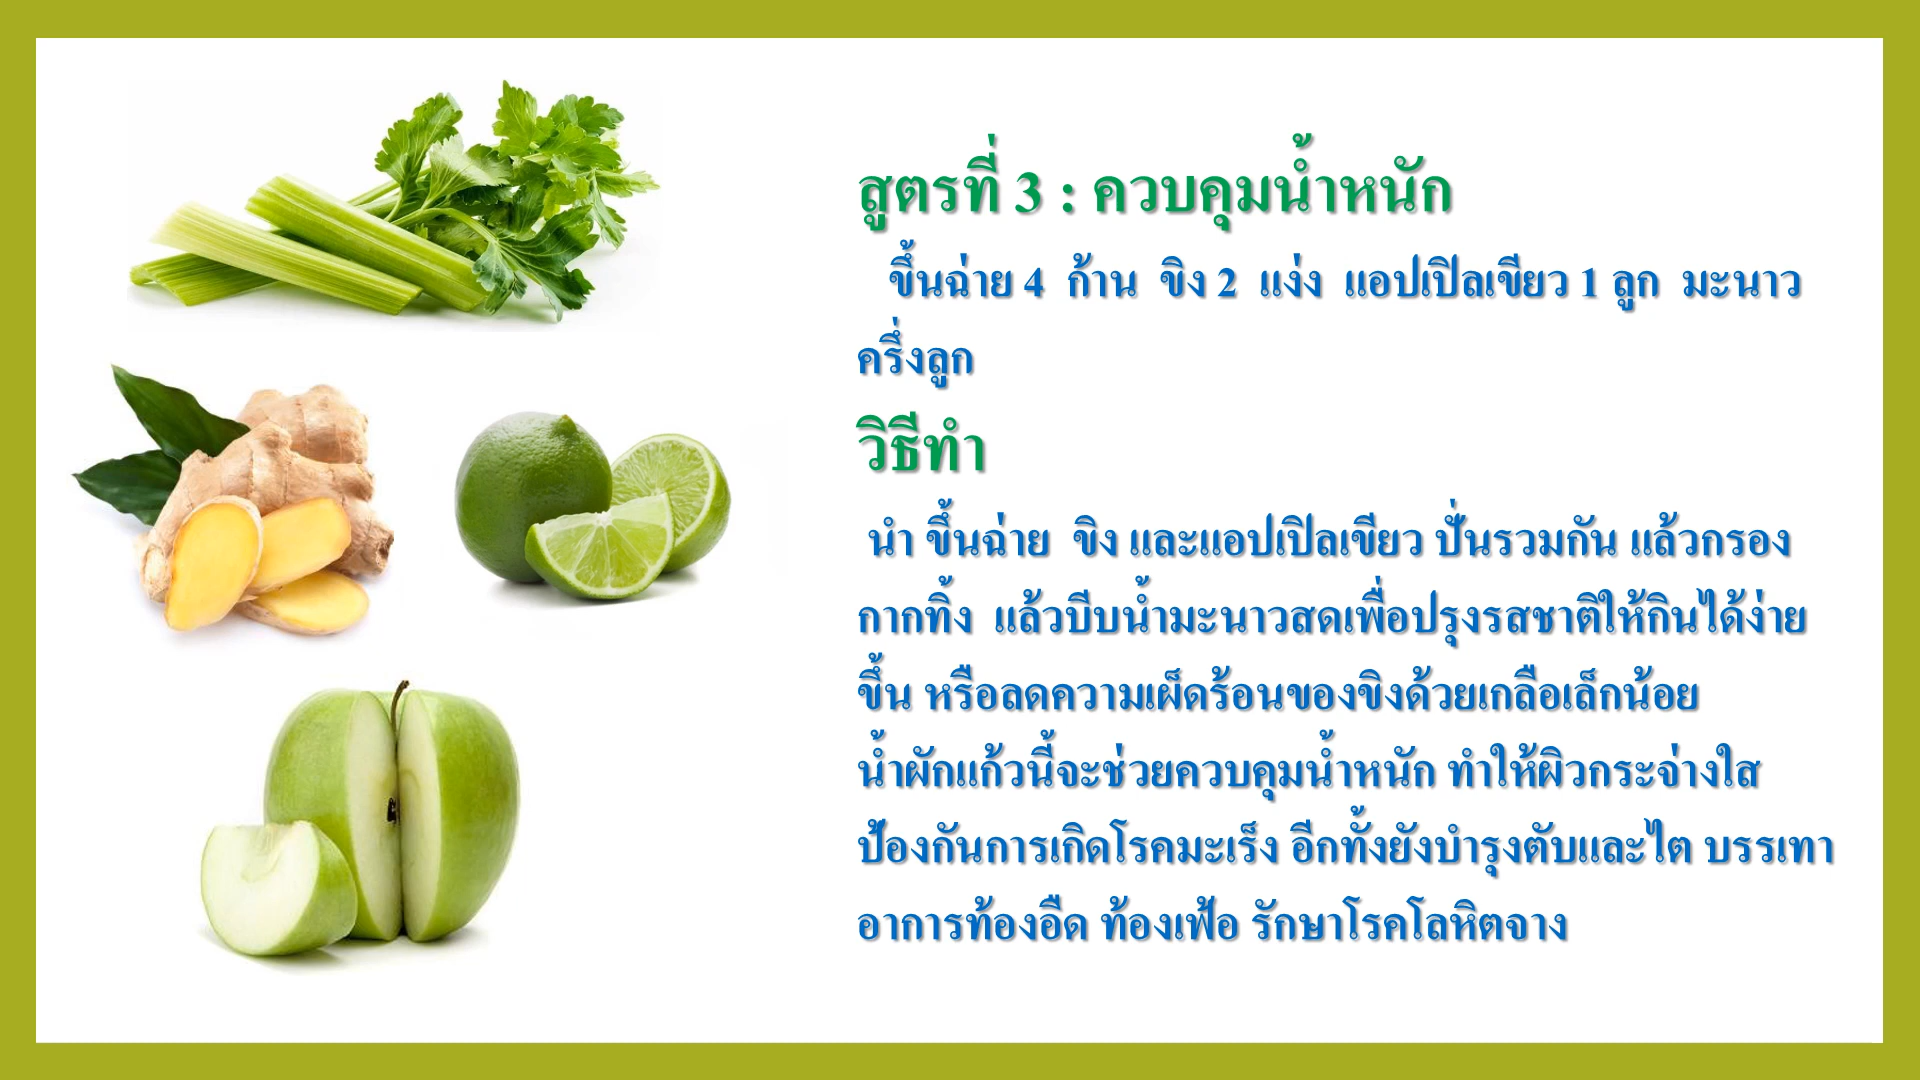 สูตรที่ 3 : ควบคุมน้ำหนัก
ขึ้นฉ่าย 4 ก้าน ขิง 2 แง่ง แอปเปิลเขียว 1 ลูก มะนาว
ครึ่งลูก
วิธีทำ
นำ ขึ้นฉ่าย ขิง และแอปเปิลเขียว ปั่นรวมกัน แล้วกรอง
กากทิ้ง แล้วบีบน้ำมะนาวสดเพื่อปรุงรสชาติให้กินได้ง่าย
ขึ้น หรือลดความเผ็ดร้อนของขิงด้วยเกลือเล็กน้อย
น้ำผักแก้วนี้จะช่วยควบคุมน้ำหนัก ทำให้ผิวกระจ่างใส
ป้องกันการเกิดโรคมะเร็ง อีกทั้งยังบำรุงตับและไต บรรเทา
อาการท้องอืด ท้องเฟ้อ รักษาโรคโลหิตจาง